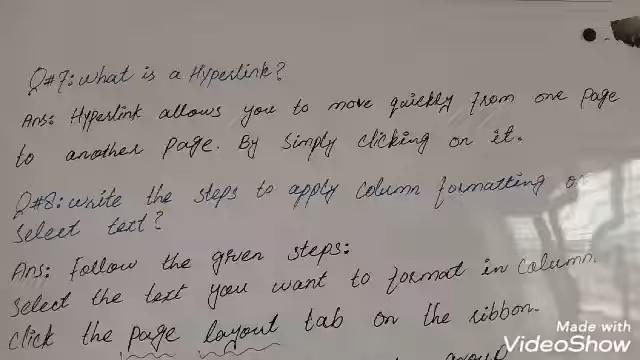 Q#7: What is a Hyperlink?
Ans: Hyperlink allows you to move quickly from one page
to another page. By simply clicking on it.
Q#8: write the steps to apply column formatting on
select text?
Ans: Follow the given steps:
Select the text you want to format in column.
Click the page layout tab on the ribbon.
group
Made with
VideoShow